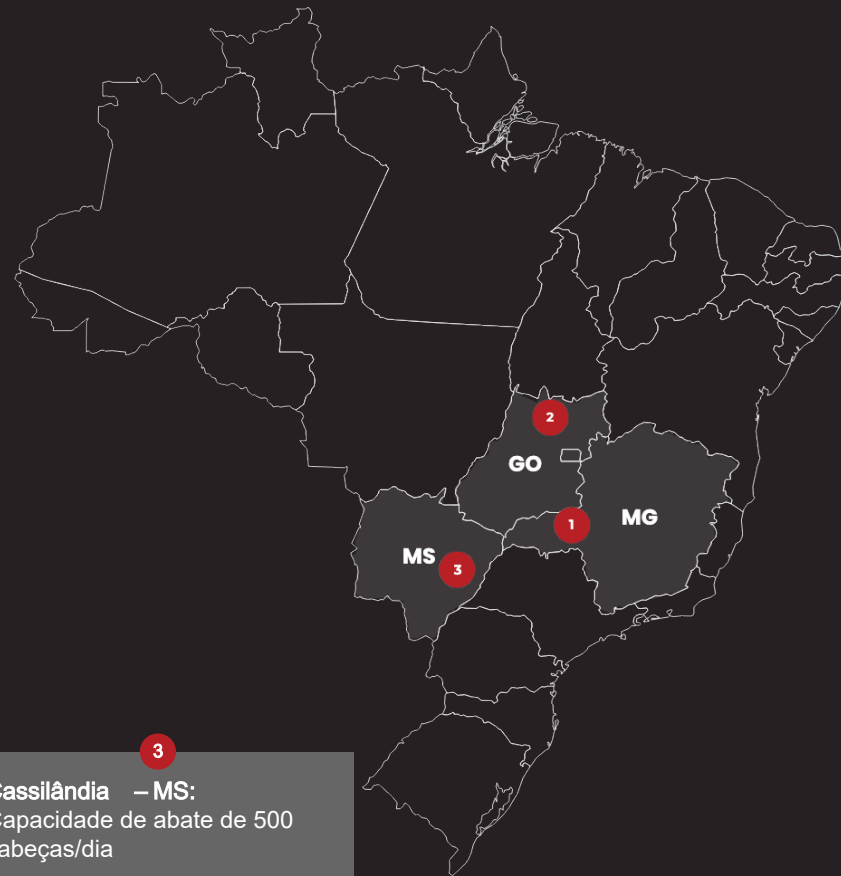 2
GO
1
MG
MS
3
3
assilândia – MS:
apacidade de abate de 500
abeças/dia